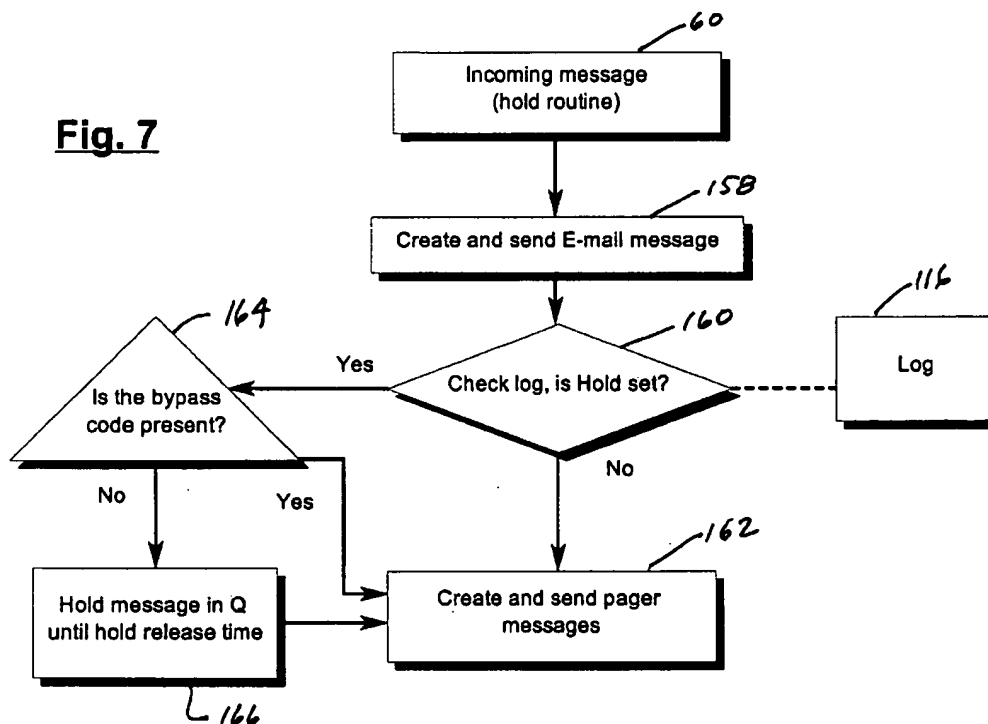 60
Incoming message
(hold routine)
Fig. 7
158
Create and send E-mail message
116
164
160
Yes
Check log, is Hold set?
Log
Is the bypass
code present?
No
No
Yes
162
Hold message in Q
until hold release time
Create and send pager
messages
166